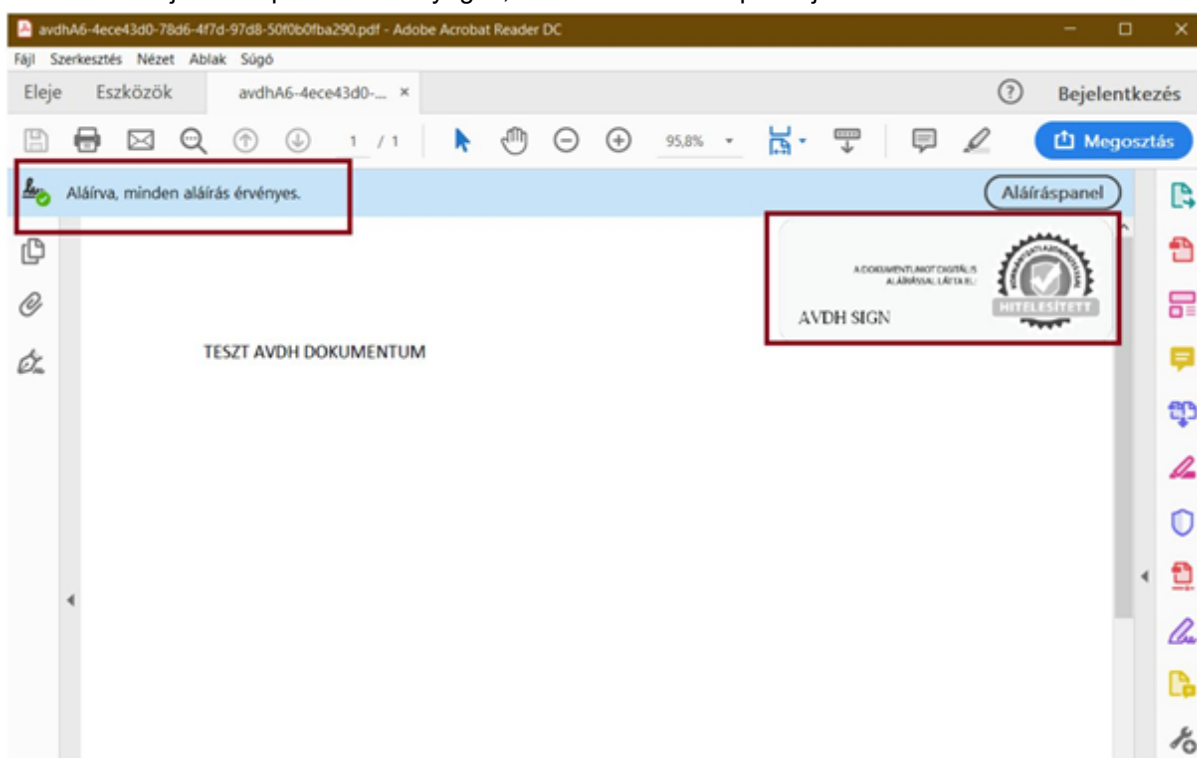 avdhA6-4ece43d0-78d6-4f7d-97d8-50f0b0fba290.pdf - Adobe Acrobat Reader DC
Fájl Szerkesztés Nézet Ablak Súgó
Eleje Eszközök avdhA6-4ece43d0-... × Bejelentkezés
1 / 1 95,8% Megosztás
Aláírva, minden aláírás érvényes. Aláíráspanel
A DOKUMENTUMOT DIGITÁLIS
ALÁÍRÁSSAL LÁTTA EL:
HITELESÍTETT
AVDH SIGN
TESZT AVDH DOKUMENTUM